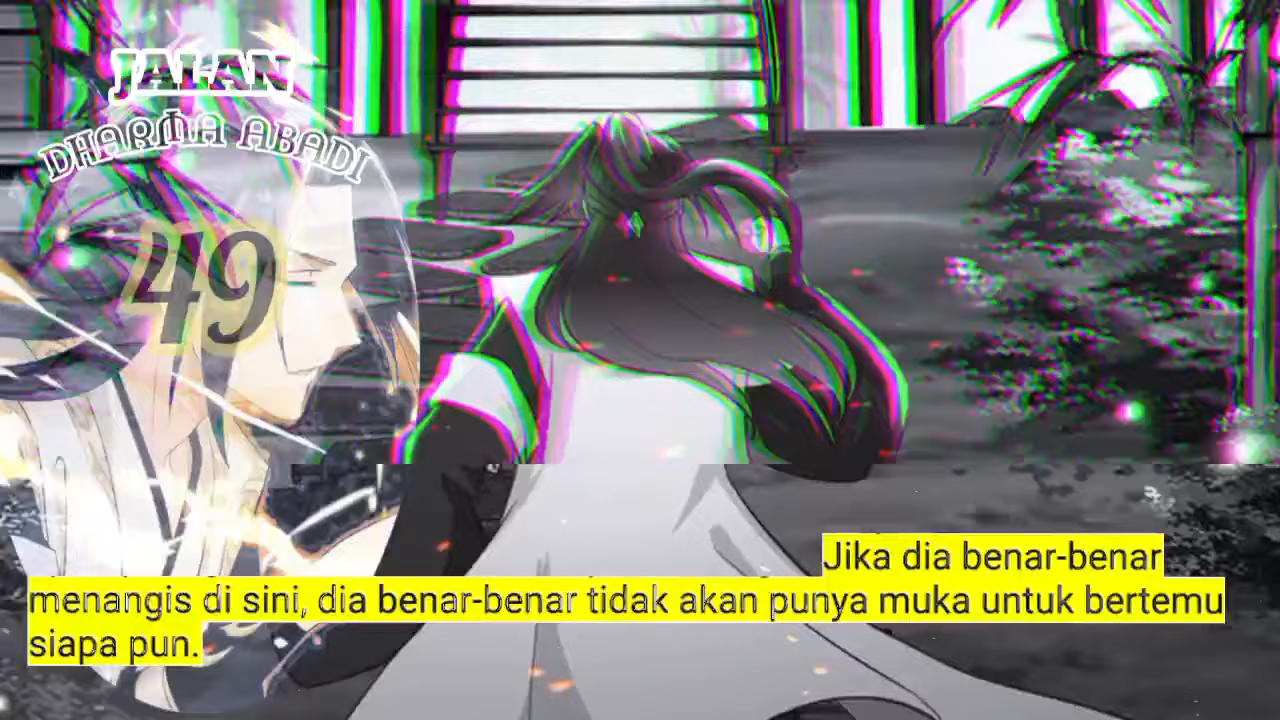 JALAN
DHARMA ABADI
49
Jika dia benar-benar
menangis di sini, dia benar-benar tidak akan punya muka untuk bertemu
siapa pun.